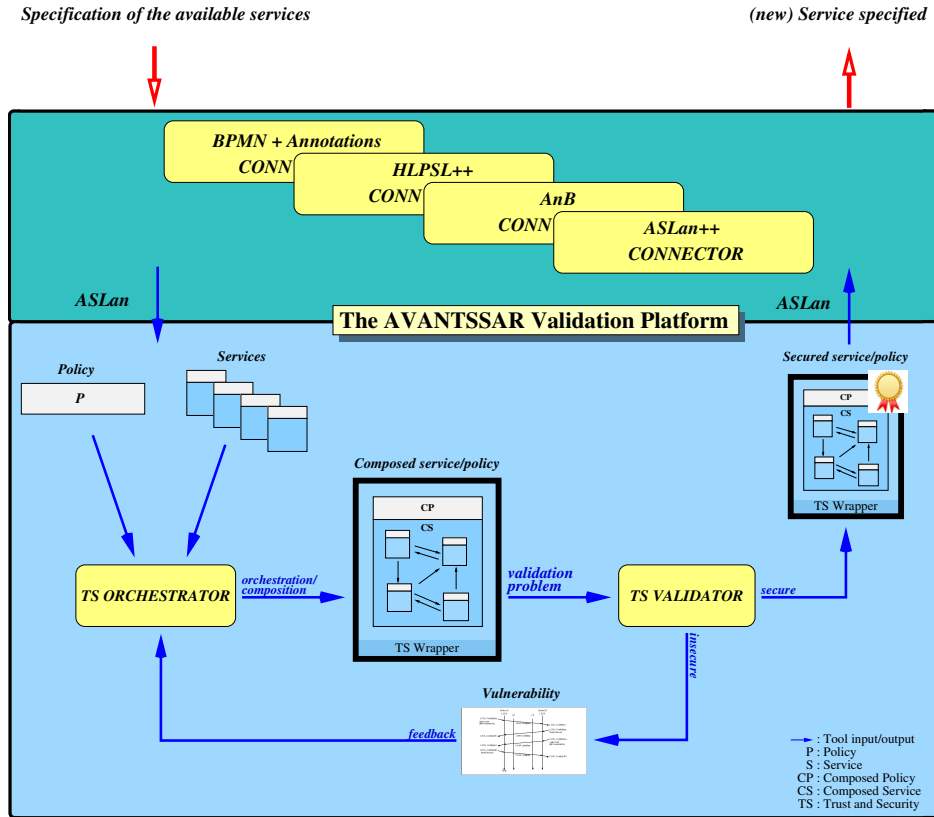 Specification of the available services
(new) Service specified
BPMN + Annotations
CONN
HLPSL++
CONN
AnB
CONN
ASLan++
CONNECTOR
ASLan
ASLan
The AVANTSSAR Validation Platform
Policy
P
Services
Secured service/policy
CP
CS
TS Wrapper
Composed service/policy
CP
CS
TS Wrapper
TS ORCHESTRATOR
orchestration/
composition
validation
problem
TS VALIDATOR
secure
insecure
Vulnerability
feedback
: Tool input/output
P : Policy
S : Service
CP : Composed Policy
CS : Composed Service
TS : Trust and Security